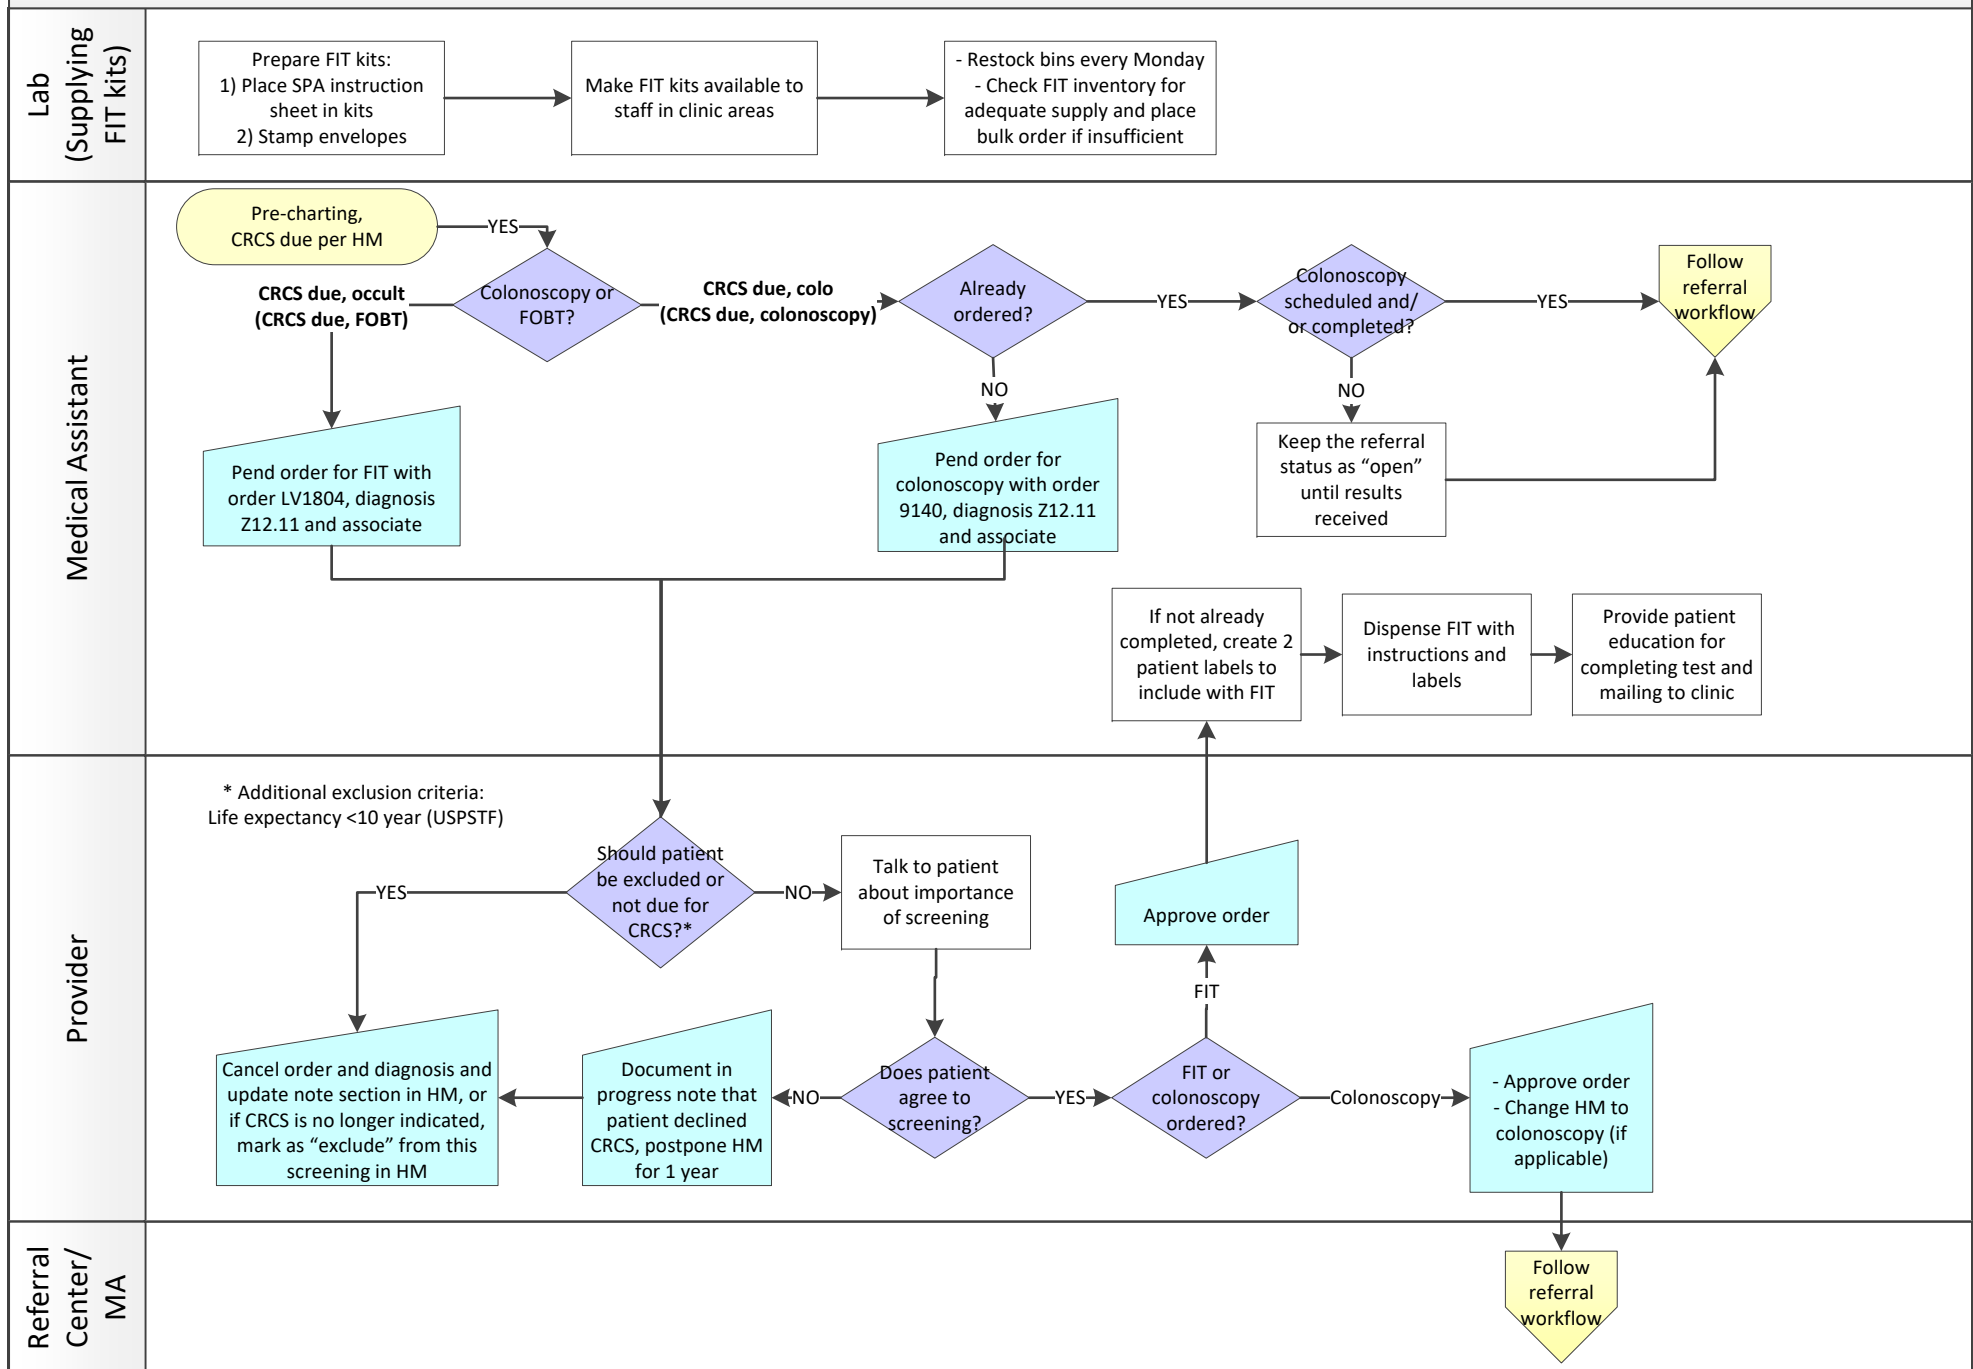 Lab
(Supplying
FIT kits)
Prepare FIT kits:
1) Place SPA instruction
sheet in kits
2) Stamp envelopes
Make FIT kits available to
staff in clinic areas
- Restock bins every Monday
- Check FIT inventory for
adequate supply and place
bulk order if insufficient
Medical Assistant
Pre-charting,
CRCS due per HM
YES
Colonoscopy or
FOBT?
CRCS due, occult
(CRCS due, FOBT)
CRCS due, colo
(CRCS due, colonoscopy)
Already
ordered?
YES
Colonoscopy
scheduled and/
or completed?
YES
Follow
referral
workflow
NO
NO
Pend order for FIT with
order LV1804, diagnosis
Z12.11 and associate
Pend order for
colonoscopy with order
9140, diagnosis Z12.11
and associate
Keep the referral
status as “open”
until results
received
If not already
completed, create 2
patient labels to
include with FIT
Dispense FIT with
instructions and
labels
Provide patient
education for
completing test and
mailing to clinic
Provider
* Additional exclusion criteria:
Life expectancy <10 year (USPSTF)
Should patient
be excluded or
not due for
CRCS?*
YES
NO
Talk to patient
about importance
of screening
Approve order
FIT
Cancel order and diagnosis and
update note section in HM, or
if CRCS is no longer indicated,
mark as “exclude” from this
screening in HM
Document in
progress note that
patient declined
CRCS, postpone HM
for 1 year
NO
Does patient
agree to
screening?
YES
FIT or
colonoscopy
ordered?
Colonoscopy
- Approve order
- Change HM to
colonoscopy (if
applicable)
Referral
Center/
MA
Follow
referral
workflow